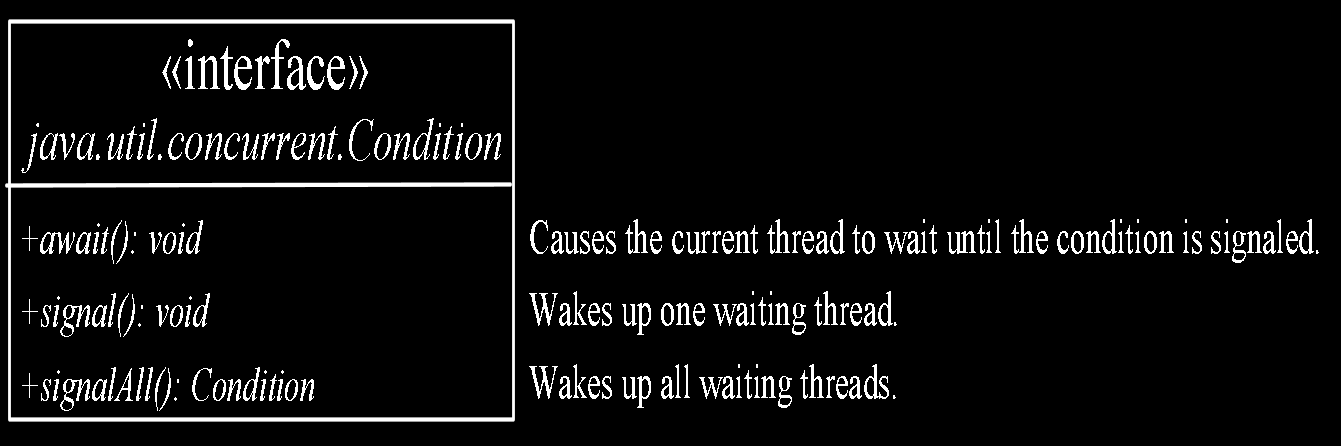 «interface»
java.util.concurrent.Condition
+await(): void Causes the current thread to wait until the condition is signaled.
+signal(): void Wakes up one waiting thread.
+signalAll(): Condition Wakes up all waiting threads.